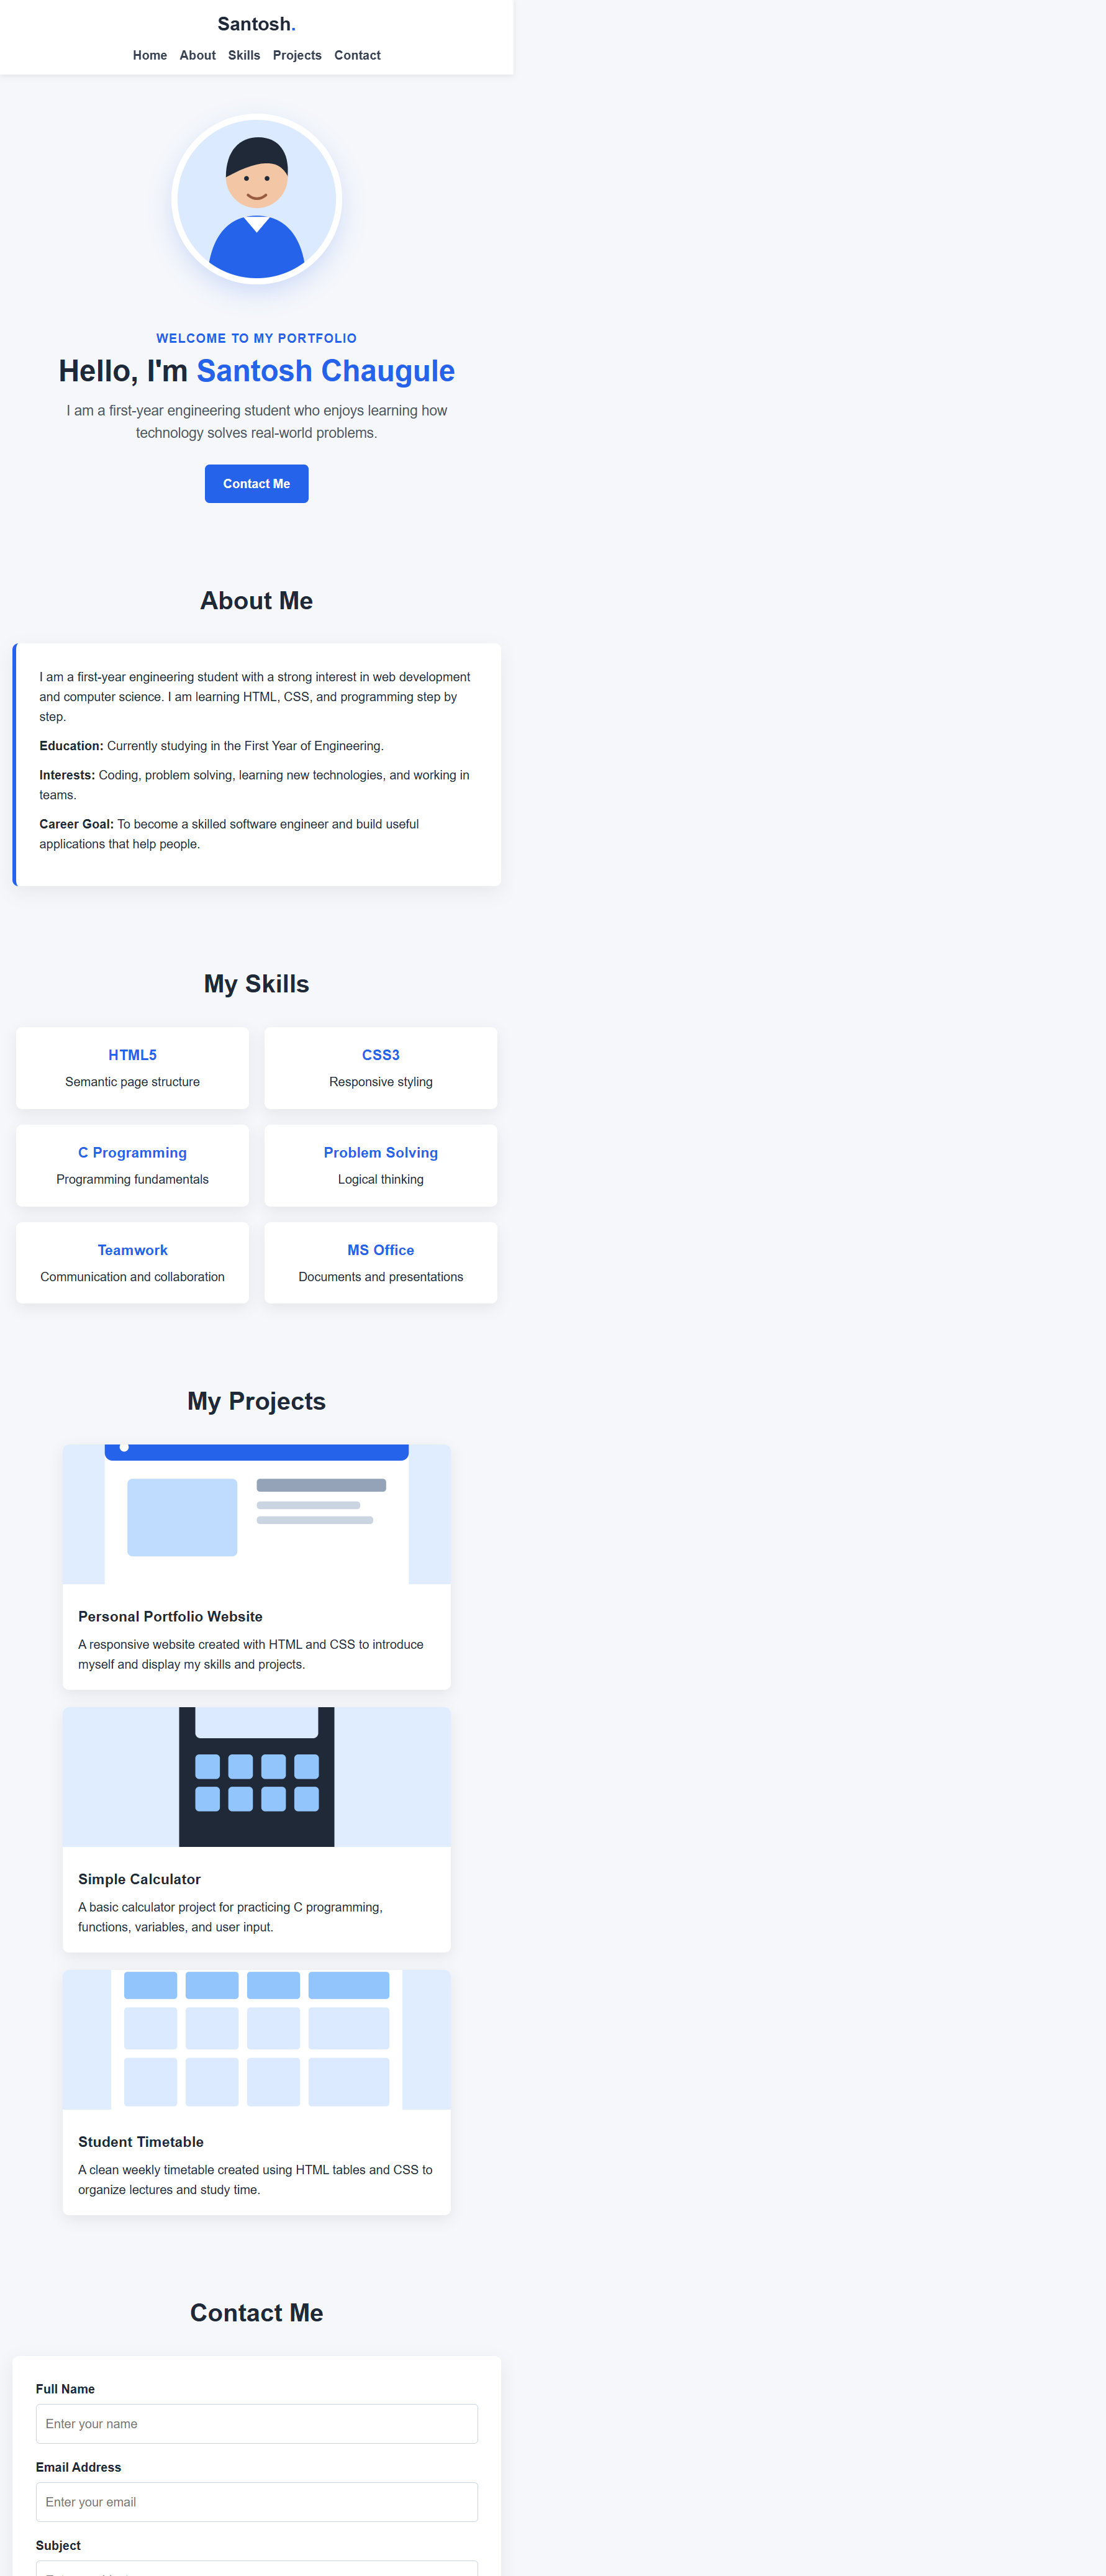 Santosh.
Home About Skills Projects Contact
WELCOME TO MY PORTFOLIO
Hello, I'm Santosh Chaugule
I am a first-year engineering student who enjoys learning how
technology solves real-world problems.
Contact Me
About Me
I am a first-year engineering student with a strong interest in web development
and computer science. I am learning HTML, CSS, and programming step by
step.
Education: Currently studying in the First Year of Engineering.
Interests: Coding, problem solving, learning new technologies, and working in
teams.
Career Goal: To become a skilled software engineer and build useful
applications that help people.
My Skills
HTML5
Semantic page structure
CSS3
Responsive styling
C Programming
Programming fundamentals
Problem Solving
Logical thinking
Teamwork
Communication and collaboration
MS Office
Documents and presentations
My Projects
Personal Portfolio Website
A responsive website created with HTML and CSS to introduce
myself and display my skills and projects.
Simple Calculator
A basic calculator project for practicing C programming,
functions, variables, and user input.
Student Timetable
A clean weekly timetable created using HTML tables and CSS to
organize lectures and study time.
Contact Me
Full Name
Enter your name
Email Address
Enter your email
Subject